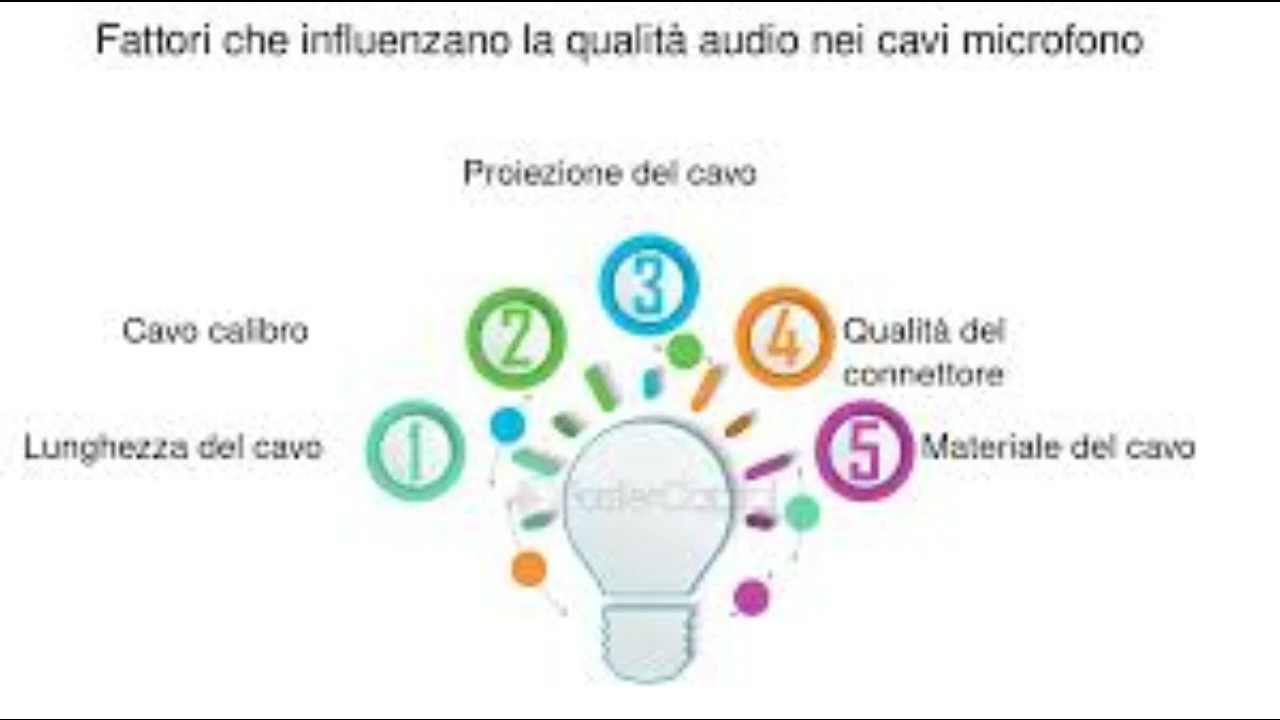 Fattori che influenzano la qualità audio nei cavi microfono
Proiezione del cavo
3
2
4
Cavo calibro
Qualità del
connettore
1
5
Lunghezza del cavo
Materiale del cavo